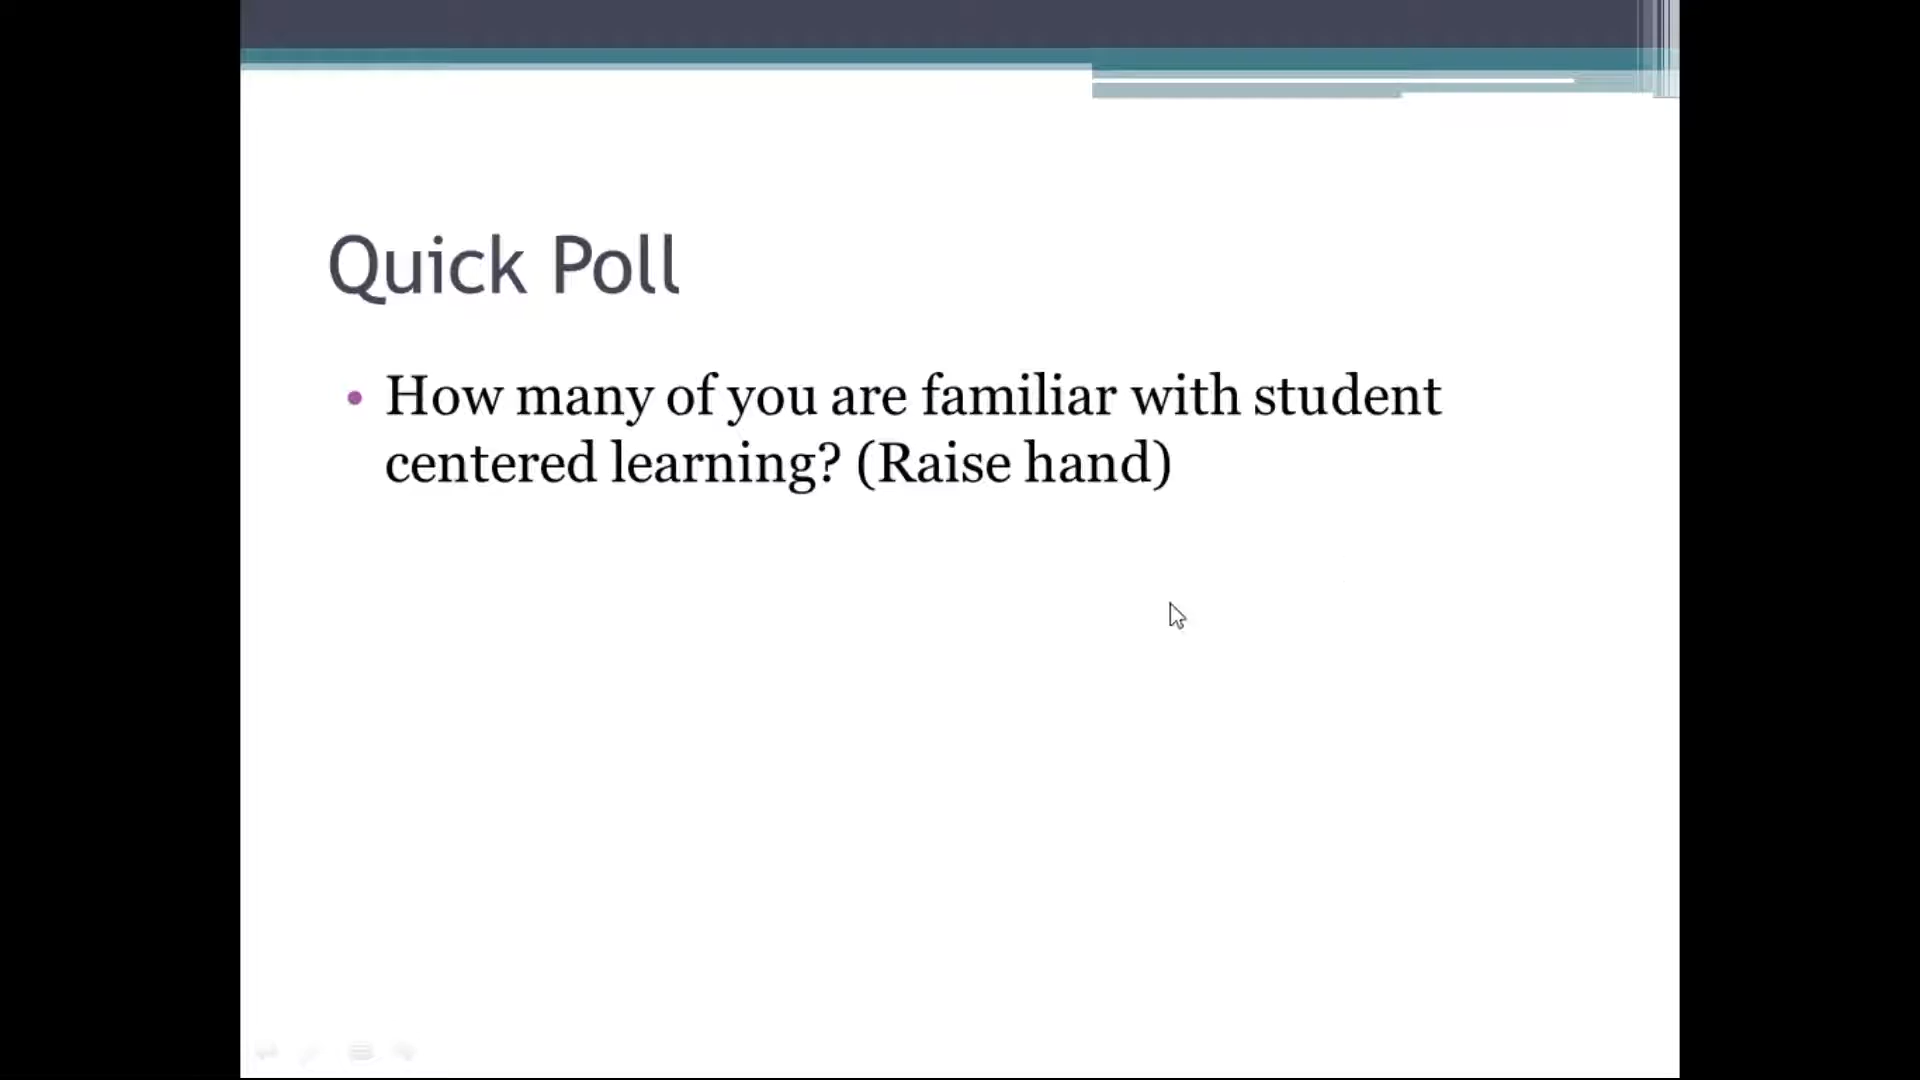 Quick Poll
• How many of you are familiar with student
centered learning? (Raise hand)